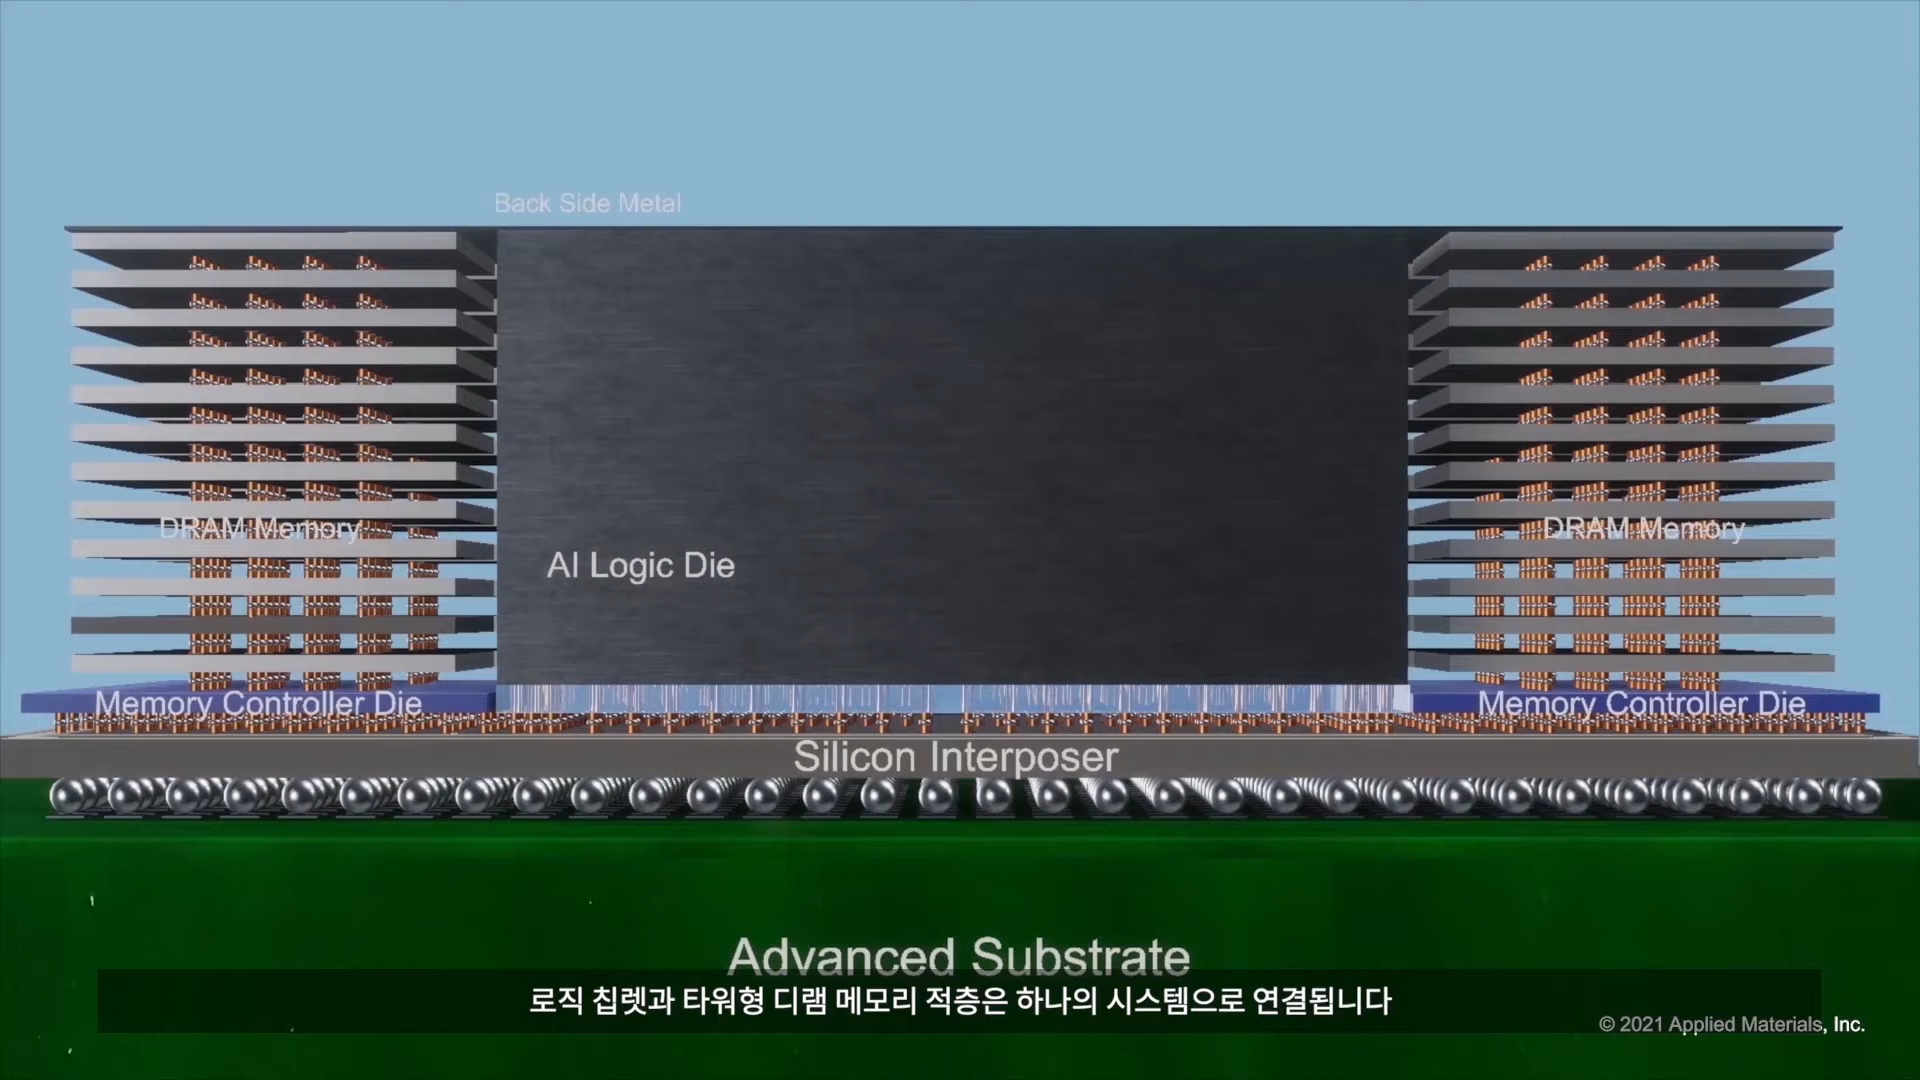 Back Side Metal
DRAM Memory
DRAM Memory
AI Logic Die
Memory Controller Die
Memory Controller Die
Silicon Interposer
Advanced Substrate
로직 칩렛과 타워형 디램 메모리 적층은 하나의 시스템으로 연결됩니다
© 2021 Applied Materials, Inc.